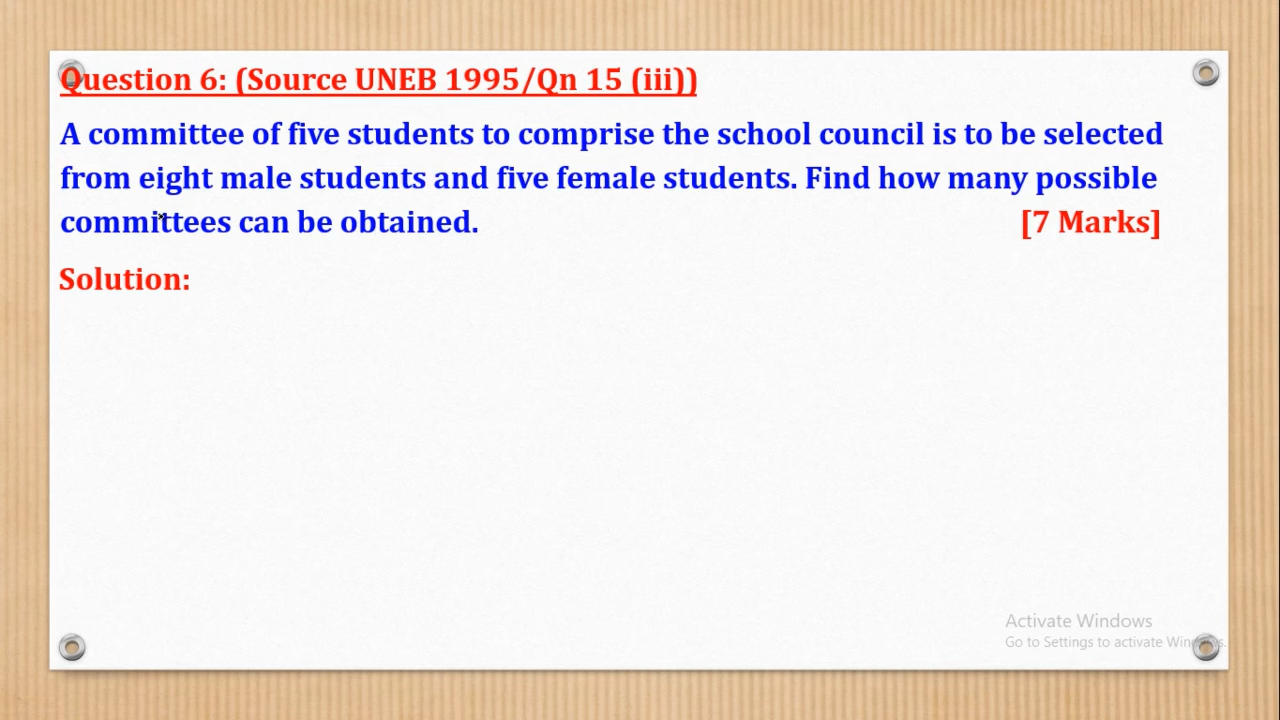 Question 6: (Source UNEB 1995/Qn 15 (iii))
A committee of five students to comprise the school council is to be selected
from eight male students and five female students. Find how many possible
committees can be obtained. [7 Marks]
Solution:
Activate Windows
Go to Settings to activate Windows.